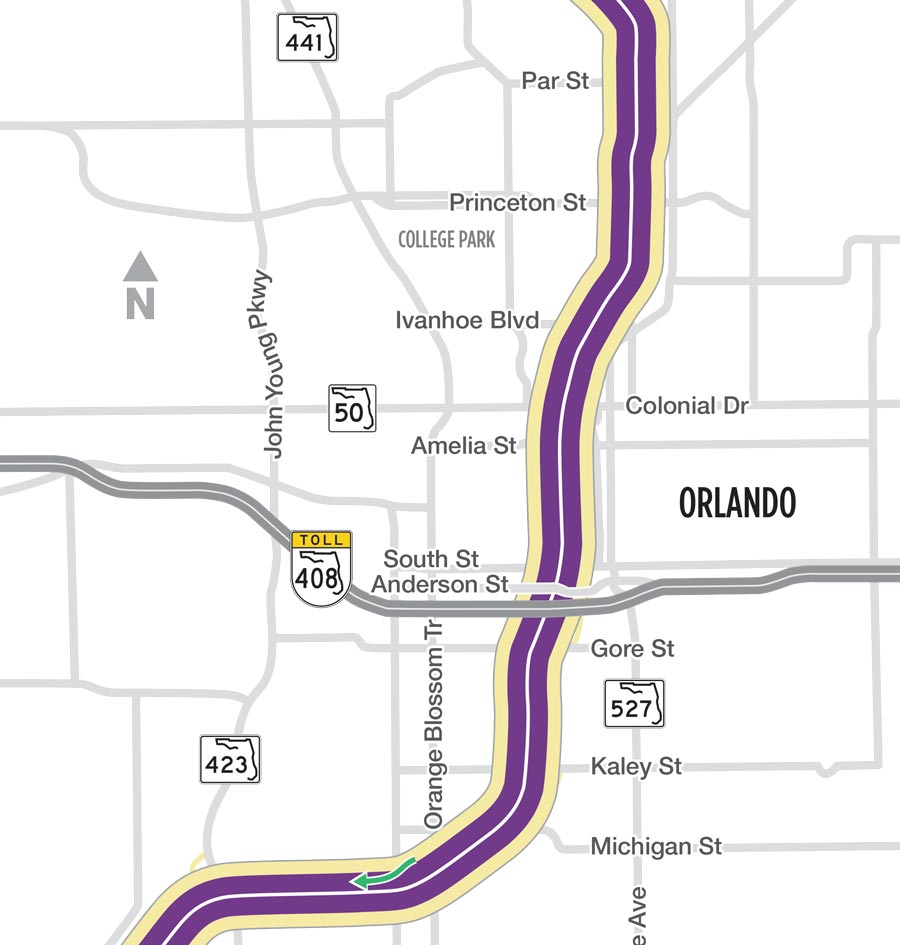 441
Par St
Princeton St
COLLEGE PARK
N
John Young Pkwy
Ivanhoe Blvd
50
Colonial Dr
Amelia St
ORLANDO
TOLL
408
South St
Anderson St
Orange Blossom Tr
Gore St
527
423
Kaley St
Michigan St
e Ave